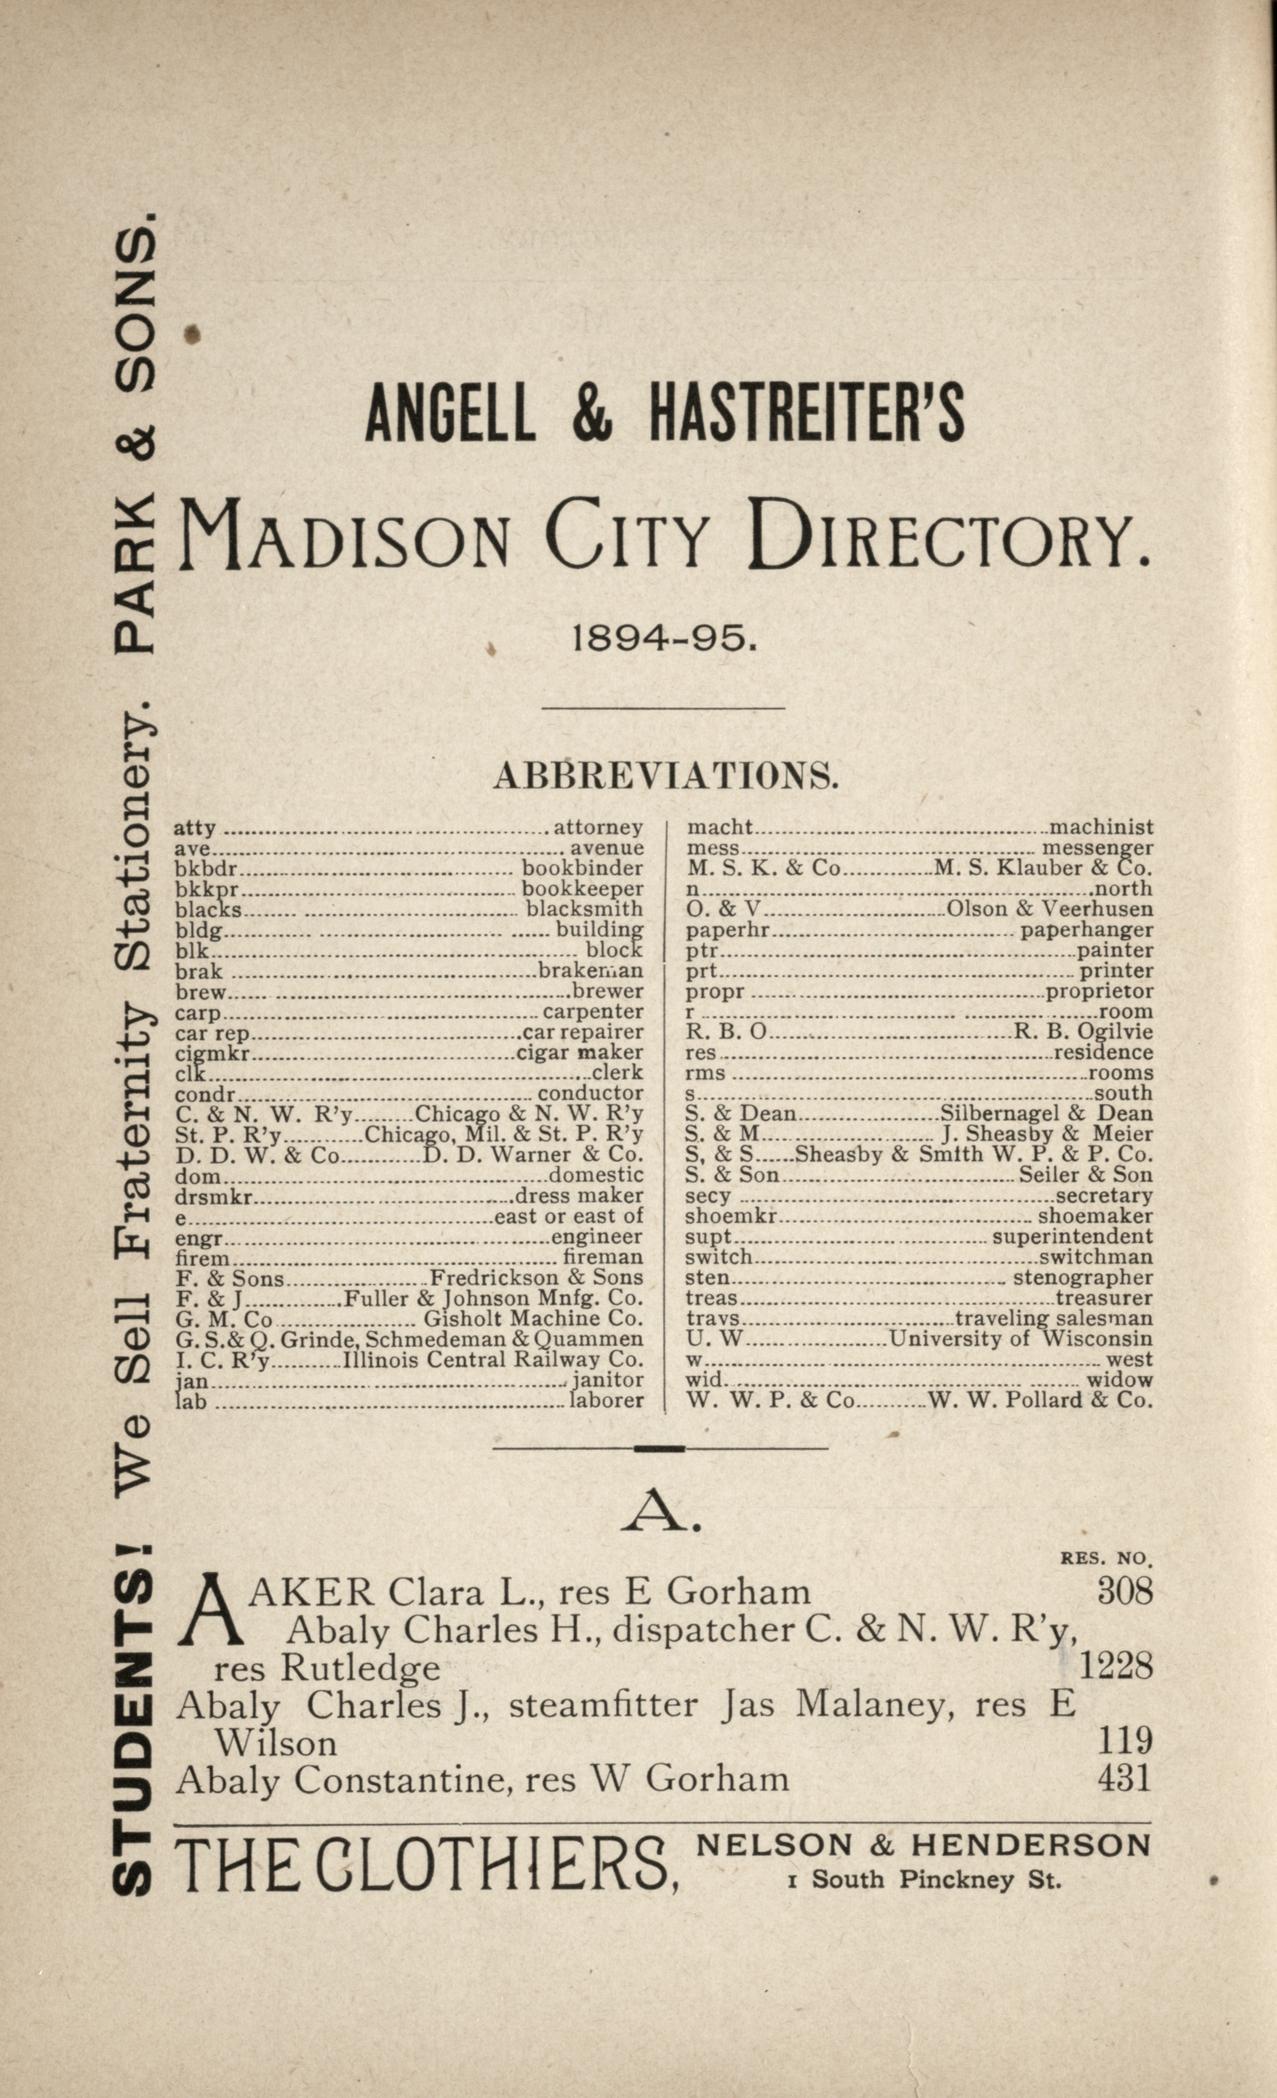 STUDENTS! We Sell Fraternity Stationery. PARK & SONS.
ANGELL & HASTREITER'S
MADISON CITY DIRECTORY.
1894-95.
ABBREVIATIONS.
atty ........ attorney
ave ........ avenue
bkbdr ........ bookbinder
bkkpr ........ bookkeeper
blacks ........ blacksmith
bldg ........ building
blk ........ block
brak ........ brakeman
brew ........ brewer
carp ........ carpenter
car rep ........ car repairer
cigmkr ........ cigar maker
clk ........ clerk
condr ........ conductor
C. & N. W. R'y ........ Chicago & N. W. R'y
St. P. R'y ........ Chicago, Mil. & St. P. R'y
D. D. W. & Co ........ D. D. Warner & Co.
dom ........ domestic
drsmkr ........ dress maker
e ........ east or east of
engr ........ engineer
firem ........ fireman
F. & Sons ........ Fredrickson & Sons
F. & J ........ Fuller & Johnson Mnfg. Co.
G. M. Co ........ Gisholt Machine Co.
G. S. & Q. Grinde, Schmedeman & Quammen
I. C. R'y ........ Illinois Central Railway Co.
jan ........ janitor
lab ........ laborer
macht ........ machinist
mess ........ messenger
M. S. K. & Co ........ M. S. Klauber & Co.
n ........ north
O. & V ........ Olson & Veerhusen
paperhr ........ paperhanger
ptr ........ painter
prt ........ printer
propr ........ proprietor
r ........ room
R. B. O ........ R. B. Ogilvie
res ........ residence
rms ........ rooms
s ........ south
S. & Dean ........ Silbernagel & Dean
S. & M ........ J. Sheasby & Meier
S, & S ........ Sheasby & Smith W. P. & P. Co.
S. & Son ........ Seiler & Son
secy ........ secretary
shoemkr ........ shoemaker
supt ........ superintendent
switch ........ switchman
sten ........ stenographer
treas ........ treasurer
travs ........ traveling salesman
U. W ........ University of Wisconsin
w ........ west
wid ........ widow
W. W. P. & Co ........ W. W. Pollard & Co.
A.
RES. NO.
AAKER Clara L., res E Gorham 308
Abaly Charles H., dispatcher C. & N. W. R'y,
res Rutledge 1228
Abaly Charles J., steamfitter Jas Malaney, res E
Wilson 119
Abaly Constantine, res W Gorham 431
THE CLOTHIERS, NELSON & HENDERSON
1 South Pinckney St.